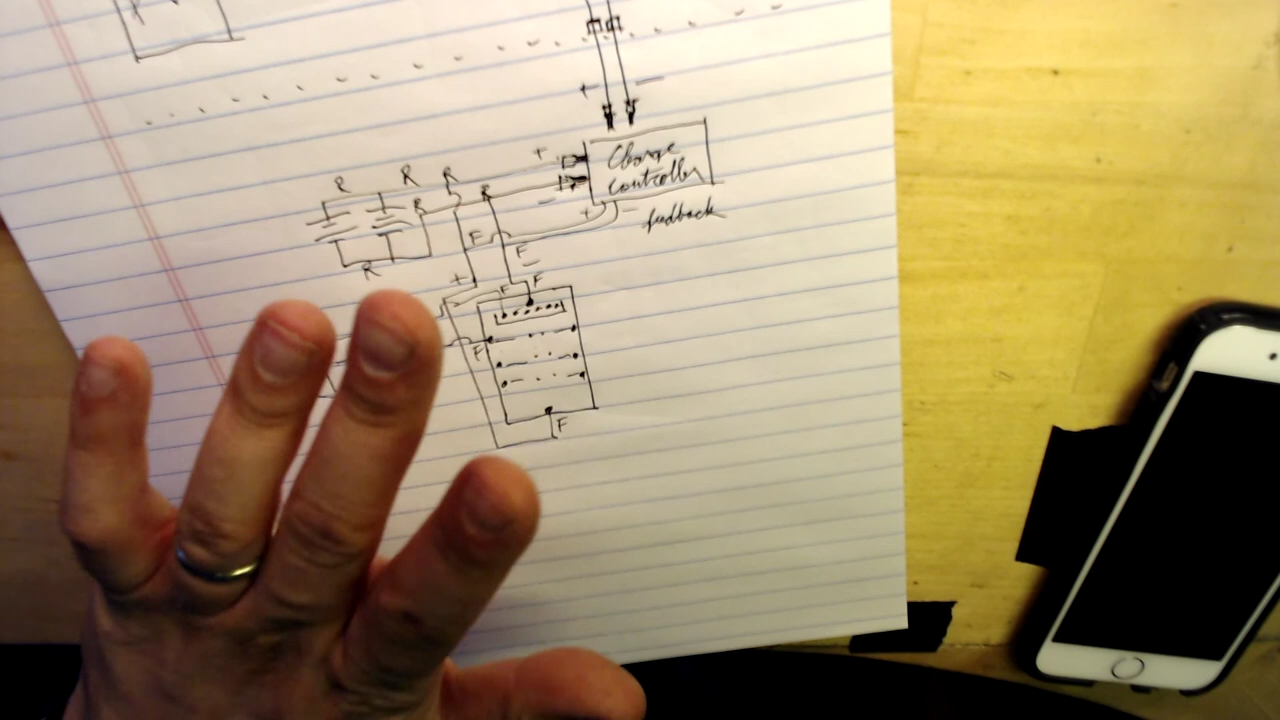 + -
R R R
+
Charge
Controller
R R
-
+ -
feedback
F
F
R
-
+
F F
F
F